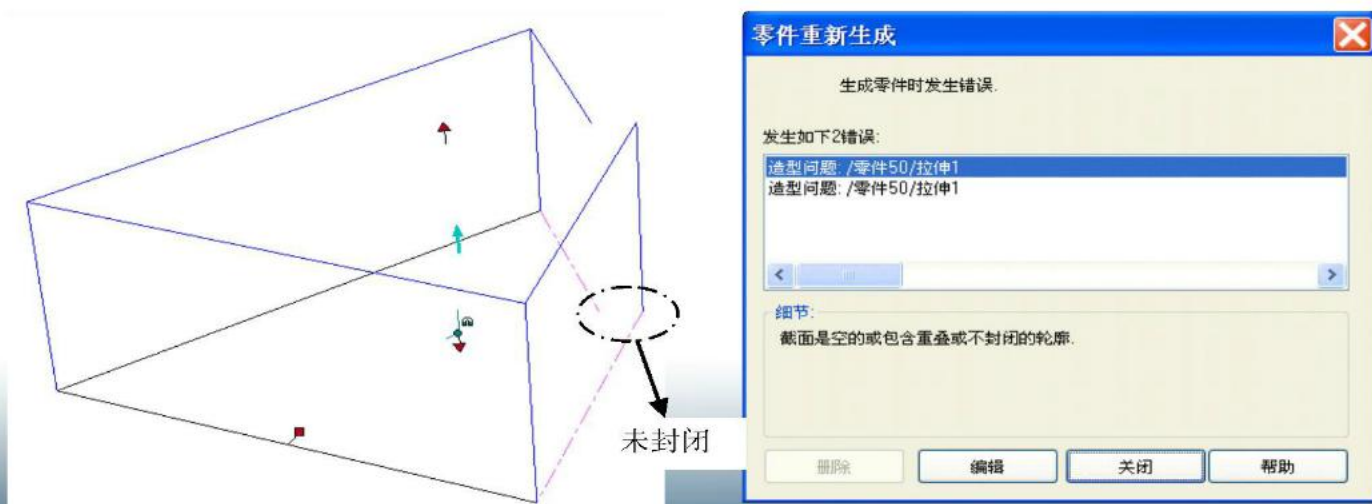 未封闭
零件重新生成
生成零件时发生错误.
发生如下2错误:
造型问题: /零件50/拉伸1
造型问题: /零件50/拉伸1
细节:
截面是空的或包含重叠或不封闭的轮廓.
删除
编辑
关闭
帮助